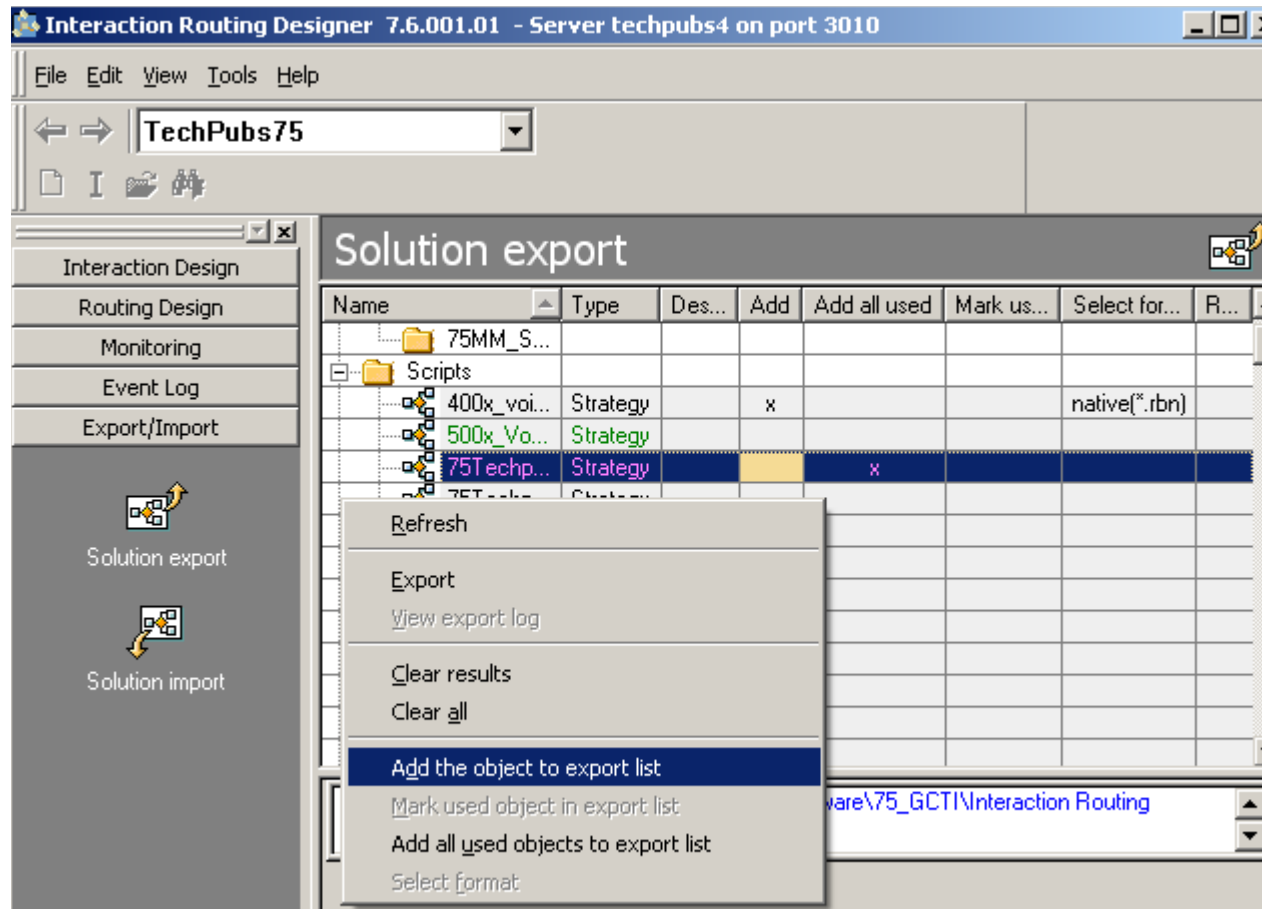 Interaction Routing Designer 7.6.001.01 - Server techpubs4 on port 3010
File Edit View Tools Help
TechPubs75
Interaction Design
Routing Design
Monitoring
Event Log
Export/Import
Solution export
Solution import
Solution export
Name Type Des... Add Add all used Mark us... Select for... R...
75MM_S...
Scripts
400x_voi... Strategy x native(*.rbn)
500x_Vo... Strategy
75Techp... Strategy x
Refresh
Export
View export log
Clear results
Clear all
Add the object to export list
Mark used object in export list
Add all used objects to export list
Select format
ware\75_GCTI\Interaction Routing